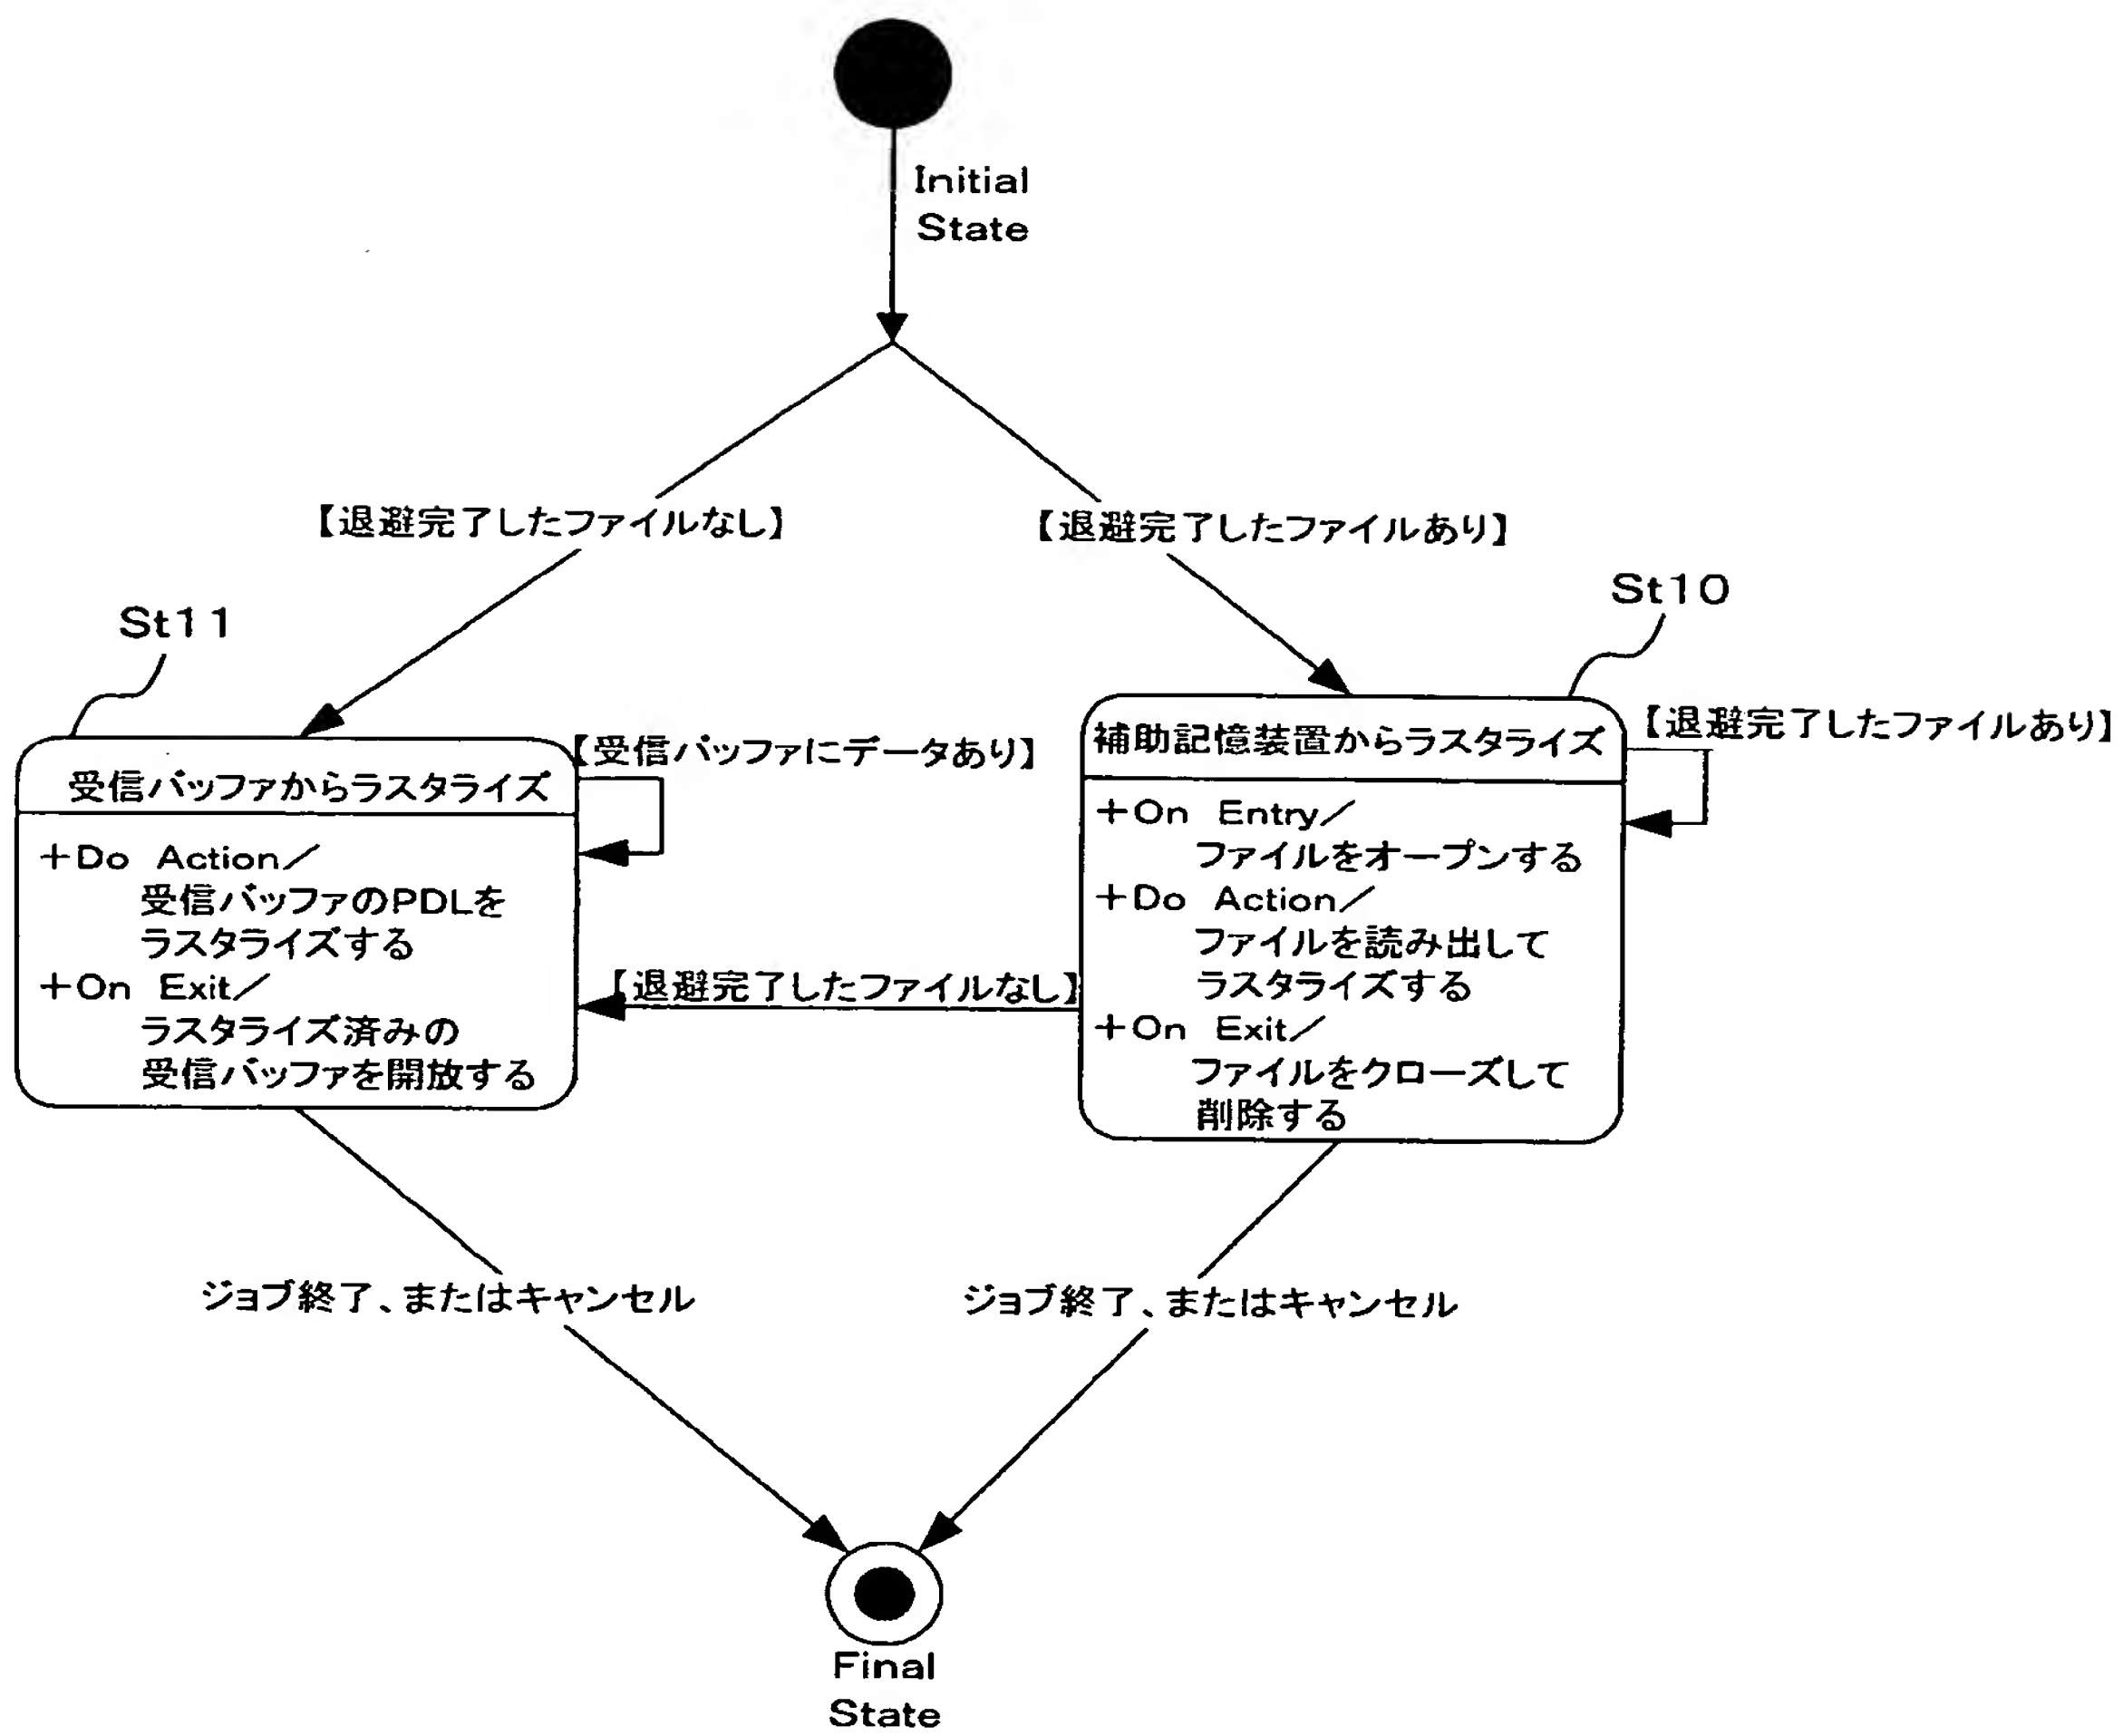 Initial
State
【退避完了したファイルなし】
【退避完了したファイルあり】
St11
St10
受信バッファからラスタライズ
+Do Action/
受信バッファのPDLを
ラスタライズする
+On Exit/
ラスタライズ済みの
受信バッファを開放する
【受信バッファにデータあり】
【退避完了したファイルなし】
補助記憶装置からラスタライズ
+On Entry/
ファイルをオープンする
+Do Action/
ファイルを読み出して
ラスタライズする
+On Exit/
ファイルをクローズして
削除する
【退避完了したファイルあり】
ジョブ終了、またはキャンセル
ジョブ終了、またはキャンセル
Final
State